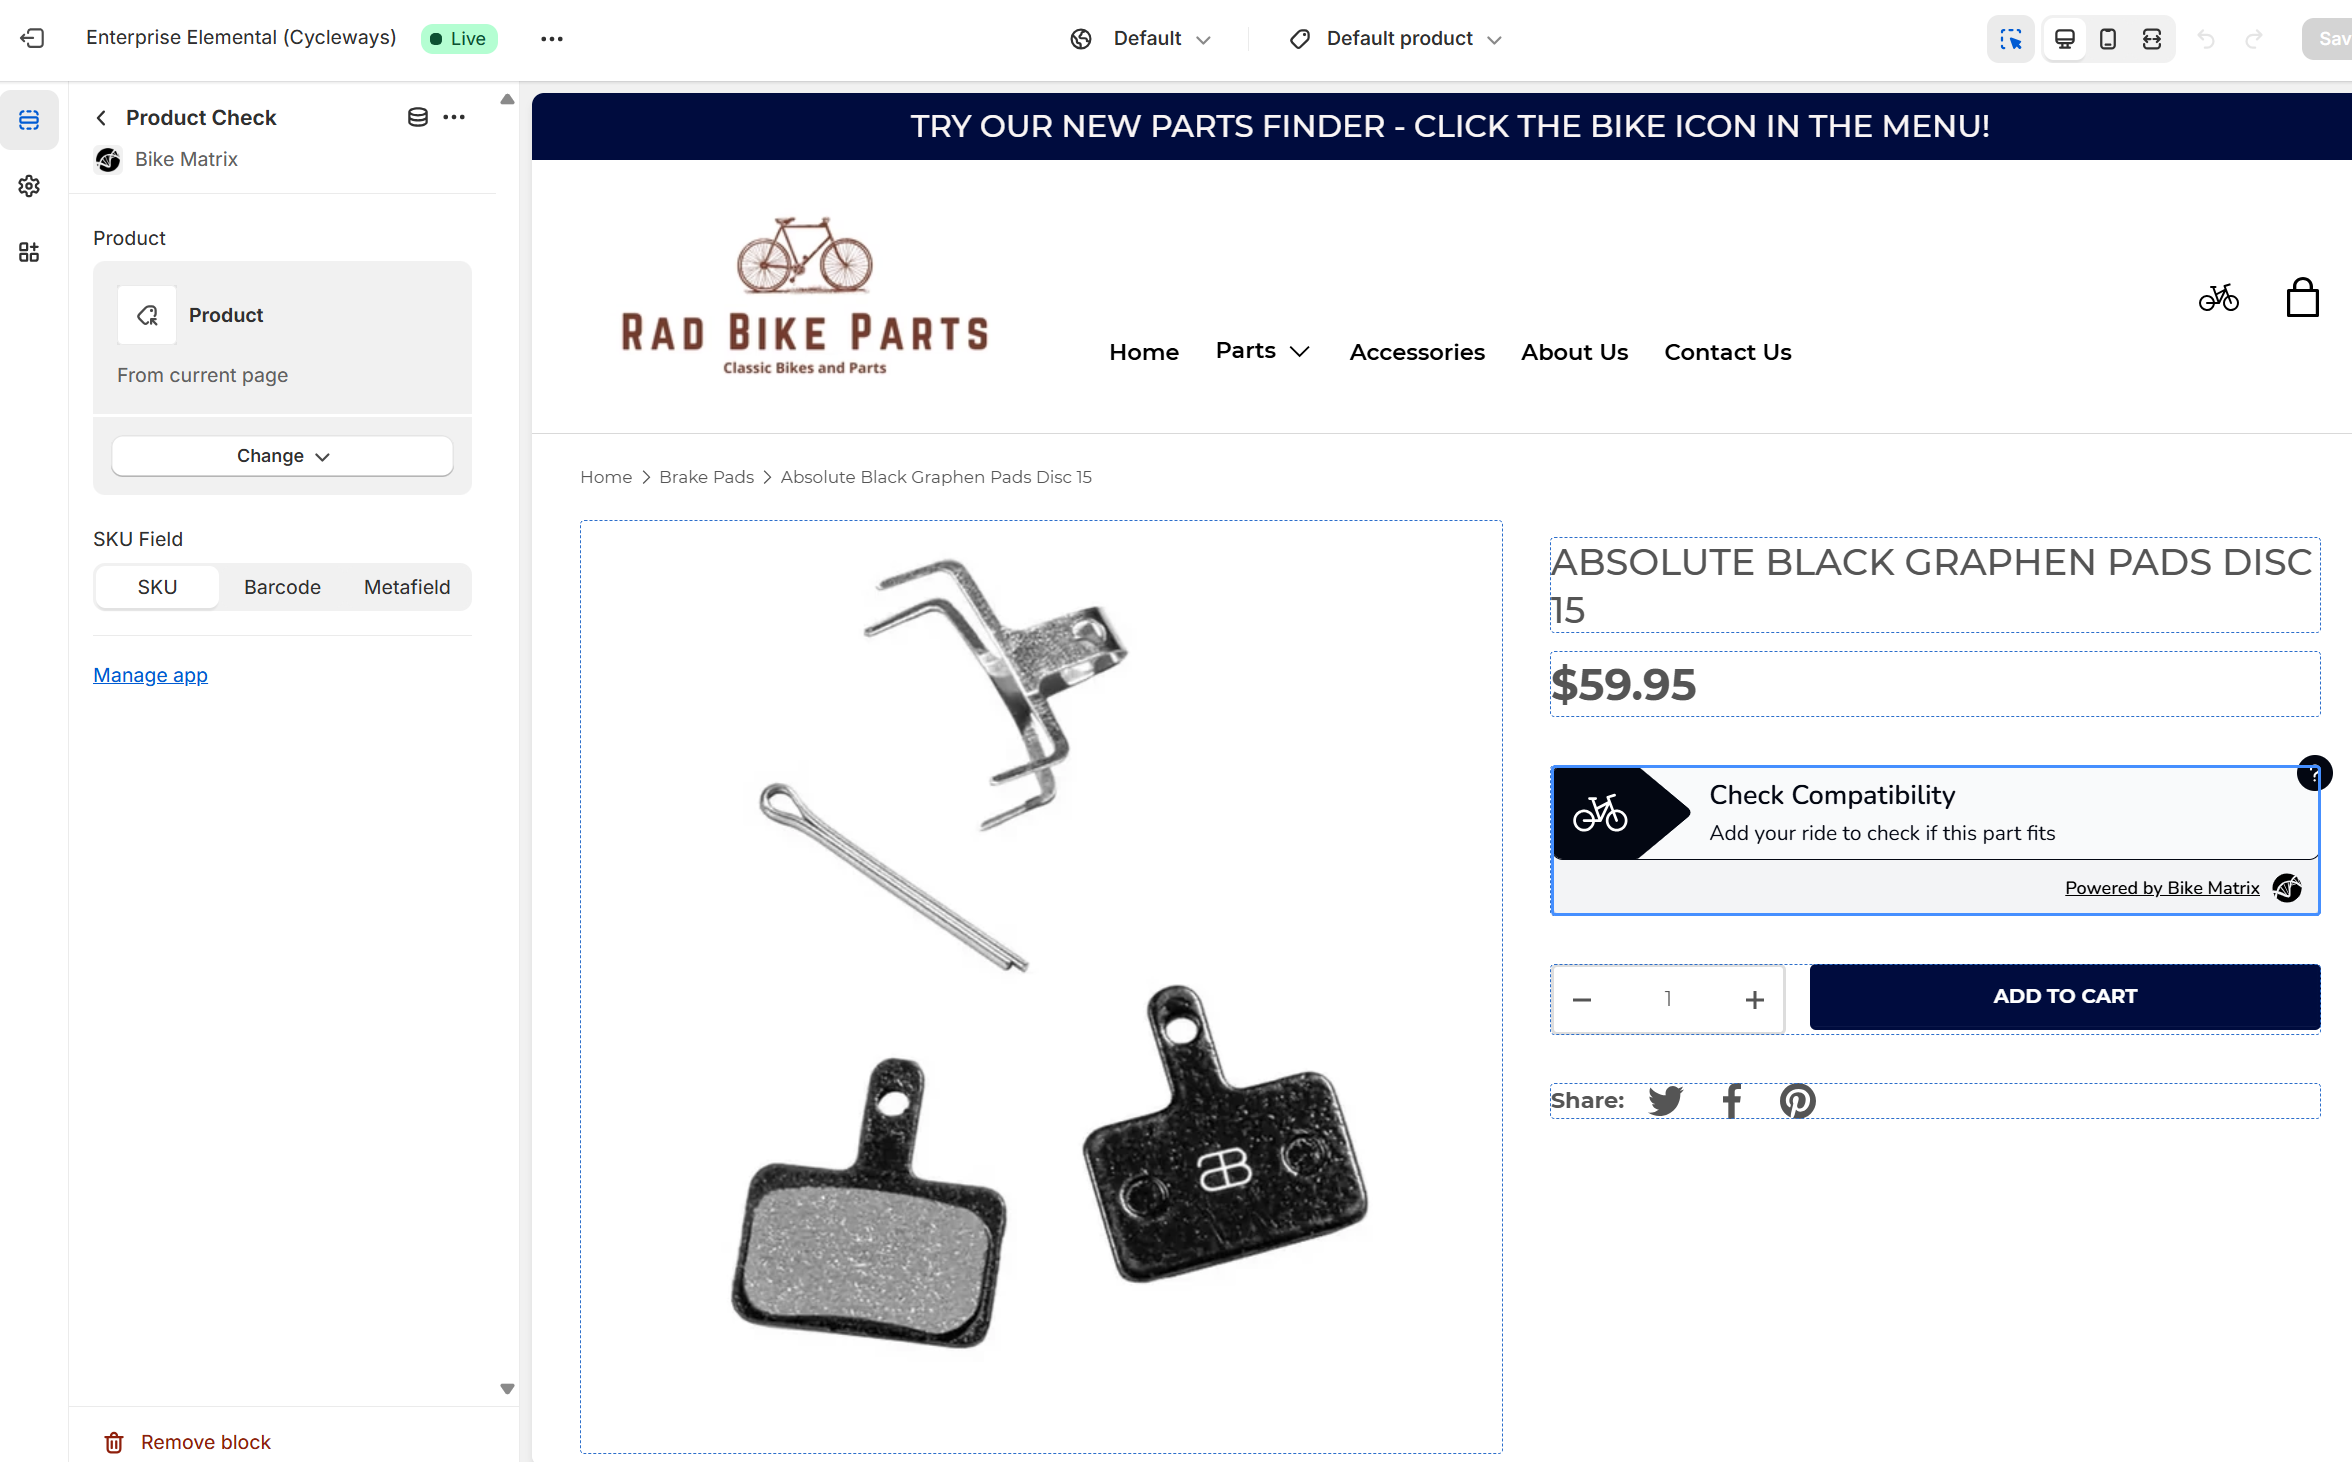 Enterprise Elemental (Cycleways)
Live
Default
Default product
Sav
Product Check
Bike Matrix
Product
Product
From current page
Change
SKU Field
SKU
Barcode
Metafield
Manage app
Remove block
TRY OUR NEW PARTS FINDER - CLICK THE BIKE ICON IN THE MENU!
RAD BIKE PARTS
Classic Bikes and Parts
Home
Parts
Accessories
About Us
Contact Us
Home > Brake Pads > Absolute Black Graphen Pads Disc 15
ABSOLUTE BLACK GRAPHEN PADS DISC
15
$59.95
?
Check Compatibility
Add your ride to check if this part fits
Powered by Bike Matrix
− 1 +
ADD TO CART
Share: